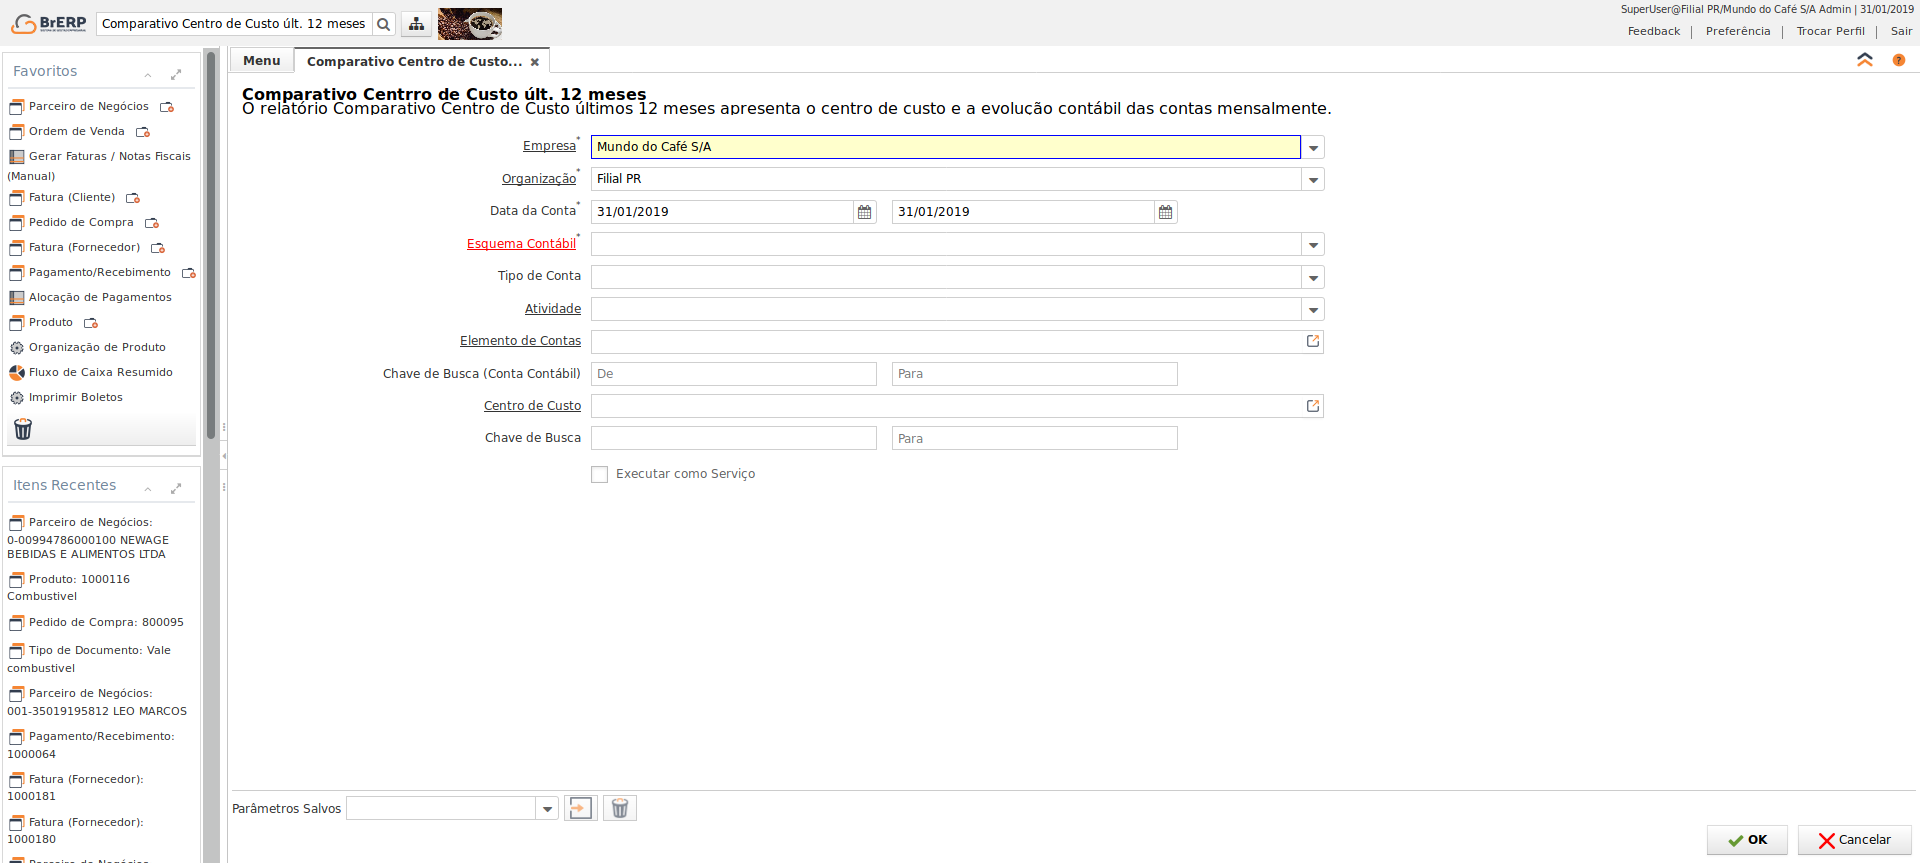 BrERP
Comparativo Centro de Custo últ. 12 meses
SuperUser@Filial PR/Mundo do Café S/A Admin | 31/01/2019
Feedback | Preferência | Trocar Perfil | Sair
Favoritos
Parceiro de Negócios
Ordem de Venda
Gerar Faturas / Notas Fiscais
(Manual)
Fatura (Cliente)
Pedido de Compra
Fatura (Fornecedor)
Pagamento/Recebimento
Alocação de Pagamentos
Produto
Organização de Produto
Fluxo de Caixa Resumido
Imprimir Boletos
Itens Recentes
Parceiro de Negócios:
0-00994786000100 NEWAGE
BEBIDAS E ALIMENTOS LTDA
Produto: 1000116
Combustivel
Pedido de Compra: 800095
Tipo de Documento: Vale
combustivel
Parceiro de Negócios:
001-35019195812 LEO MARCOS
Pagamento/Recebimento:
1000064
Fatura (Fornecedor):
1000181
Fatura (Fornecedor):
1000180
Parceiro de Negócios
Menu
Comparativo Centro de Custo...
?
Comparativo Centrro de Custo últ. 12 meses
O relatório Comparativo Centro de Custo últimos 12 meses apresenta o centro de custo e a evolução contábil das contas mensalmente.
Empresa* Mundo do Café S/A
Organização* Filial PR
Data da Conta* 31/01/2019 31/01/2019
Esquema Contábil*
Tipo de Conta
Atividade
Elemento de Contas
Chave de Busca (Conta Contábil) De Para
Centro de Custo
Chave de Busca Para
Executar como Serviço
Parâmetros Salvos
OK Cancelar